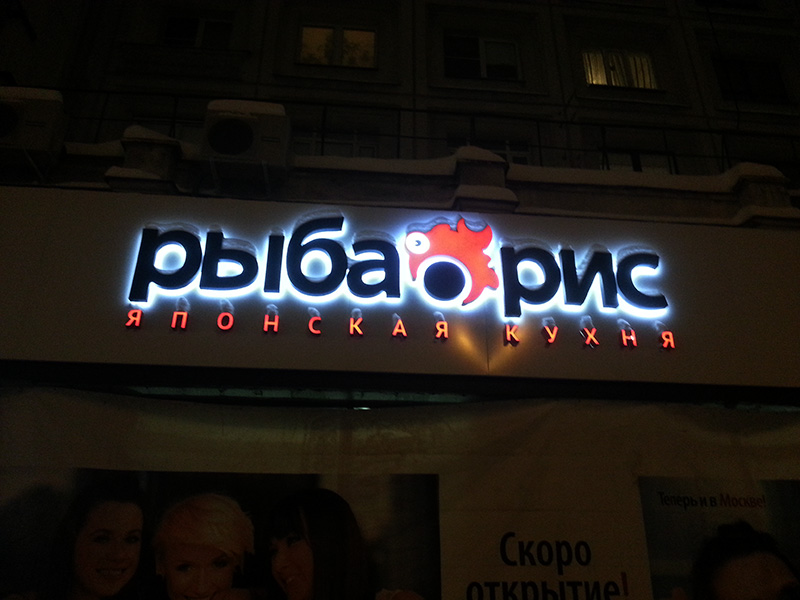 рыба рис
ЯПОНСКАЯ КУХНЯ
Теперь и в Москве!
Скоро
открытие!